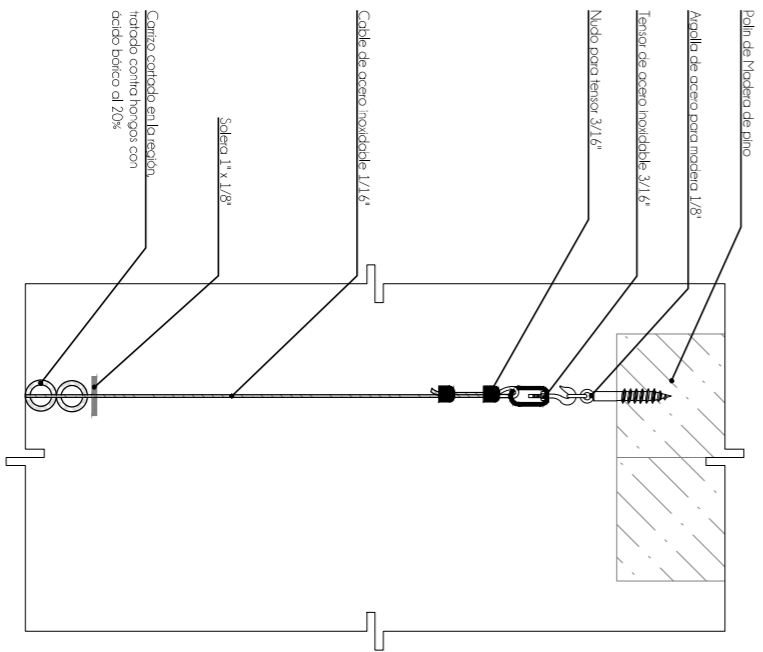 Polín de Madera de pino
Argolla de acero para madera 1/8"
Tensor de acero inoxidable 3/16"
Nudo para tensor 3/16"
Cable de acero inoxidable 1/16"
Solera 1" x 1/8"
Carrizo cortado en la región,
tratado contra hongos con
ácido bórico al 20%